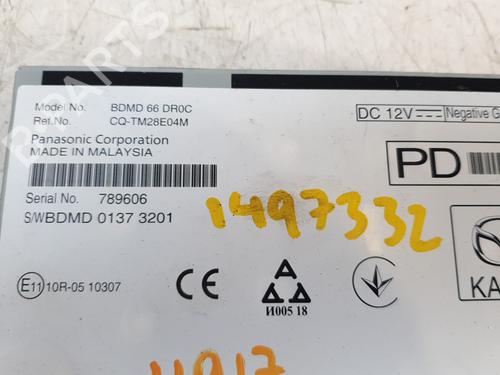 B-PARTS
Model No. BDMD 66 DR0C
Ref.No. CQ-TM28E04M
DC 12V Negative G
Panasonic Corporation
MADE IN MALAYSIA
PD
Serial No. 789606
S/WBDMD 0137 3201
1497332
KA
E11 10R-05 10307
CE
И005 18